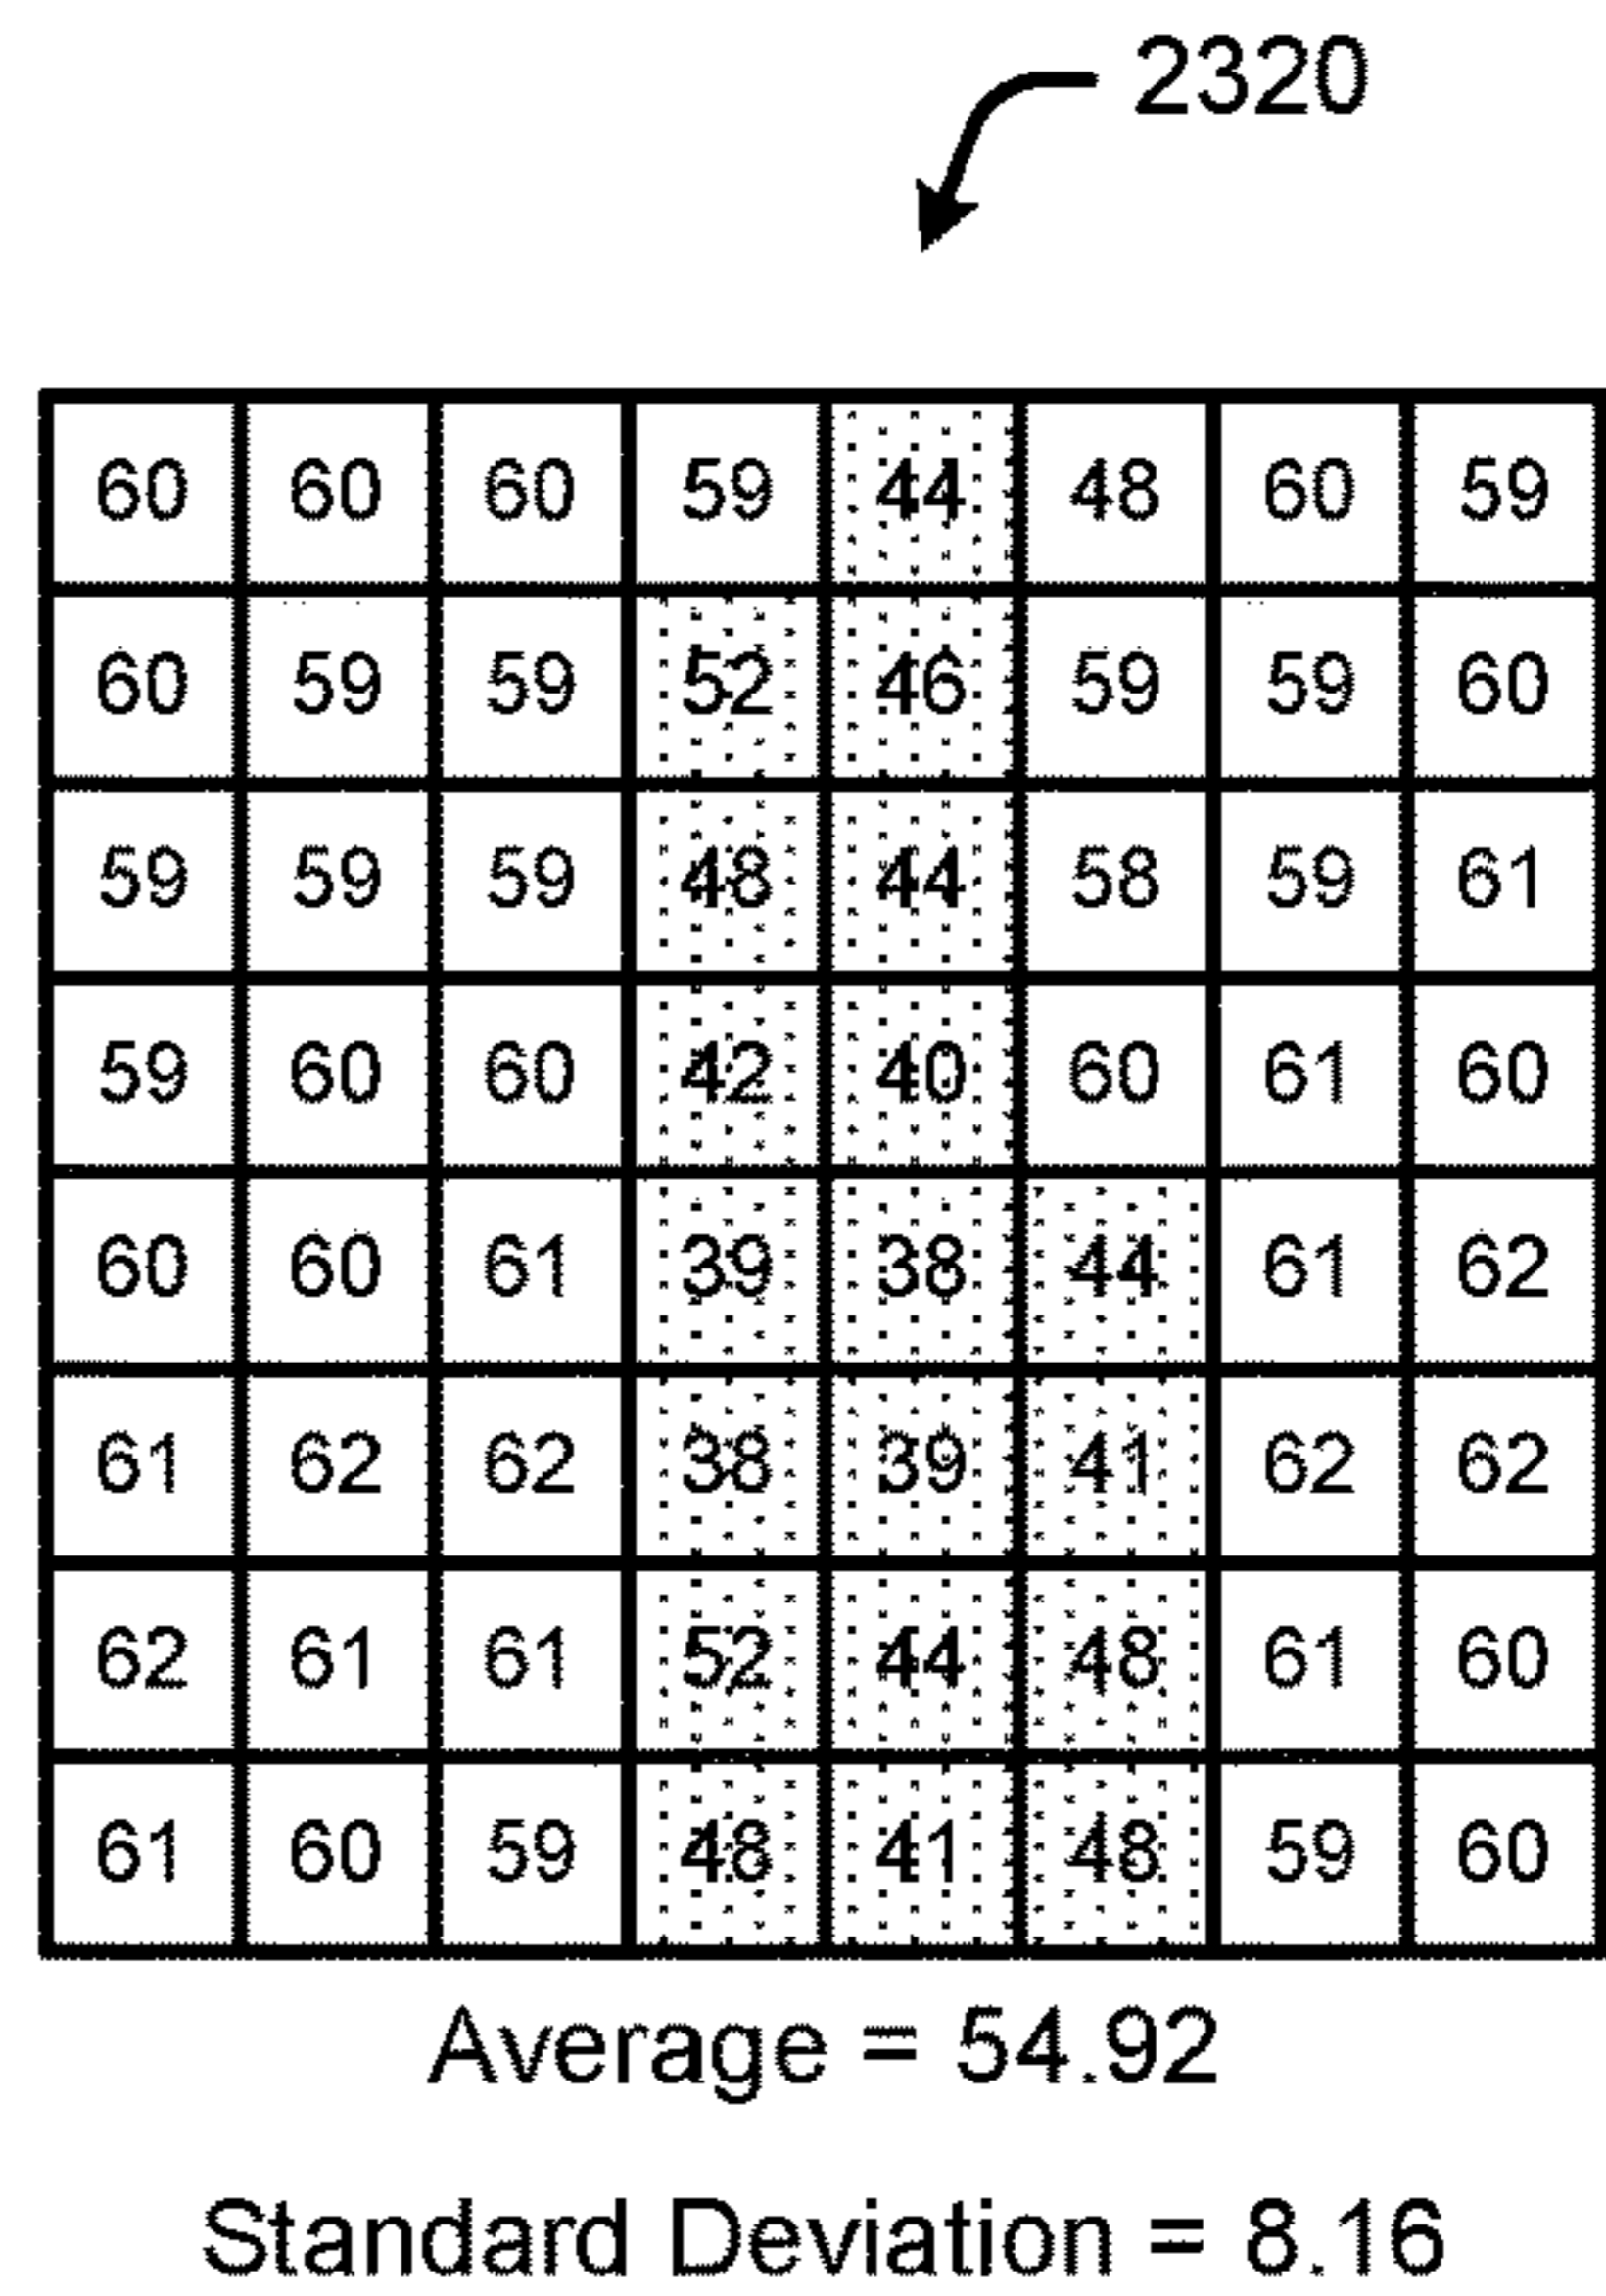 2320
60 60 60 59 44 48 60 59
60 59 59 52 46 59 59 60
59 59 59 48 44 58 59 61
59 60 60 42 40 60 61 60
60 60 61 39 38 44 61 62
61 62 62 38 39 41 62 62
62 61 61 52 44 48 61 60
61 60 59 48 41 48 59 60
Average = 54.92
Standard Deviation = 8.16